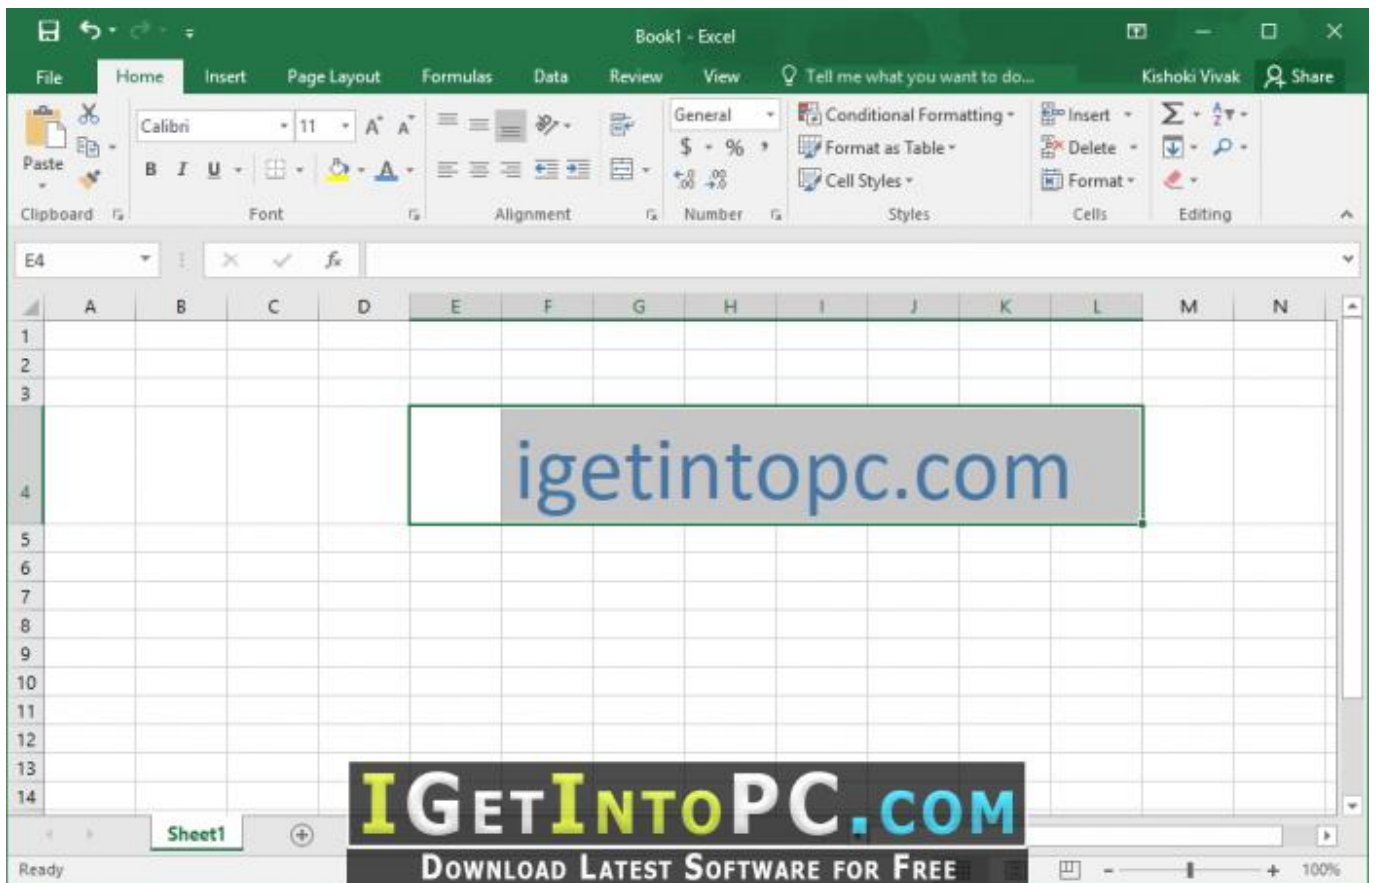 Book1 - Excel
File Home Insert Page Layout Formulas Data Review View Tell me what you want to do... Kishoki Vivak Share
Calibri 11 A A General Conditional Formatting Insert
Paste $ % , Format as Table Delete
B I U A Cell Styles Format
Clipboard Font Alignment Number Styles Cells Editing
E4 fx
A B C D E F G H I J K L M N
1
2
3
igetintopc.com
4
5
6
7
8
9
10
11
12
13
14
IGETINTOPC.COM
Sheet1
DOWNLOAD LATEST SOFTWARE FOR FREE
Ready 100%